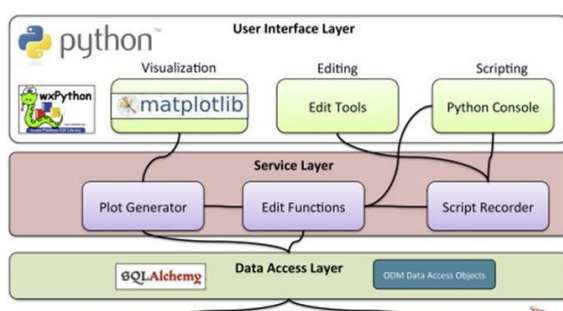 python™
User Interface Layer
Visualization
Editing
Scripting
wxPython
matplotlib
Edit Tools
Python Console
Service Layer
Plot Generator
Edit Functions
Script Recorder
Data Access Layer
SQLAlchemy
ODM Data Access Objects